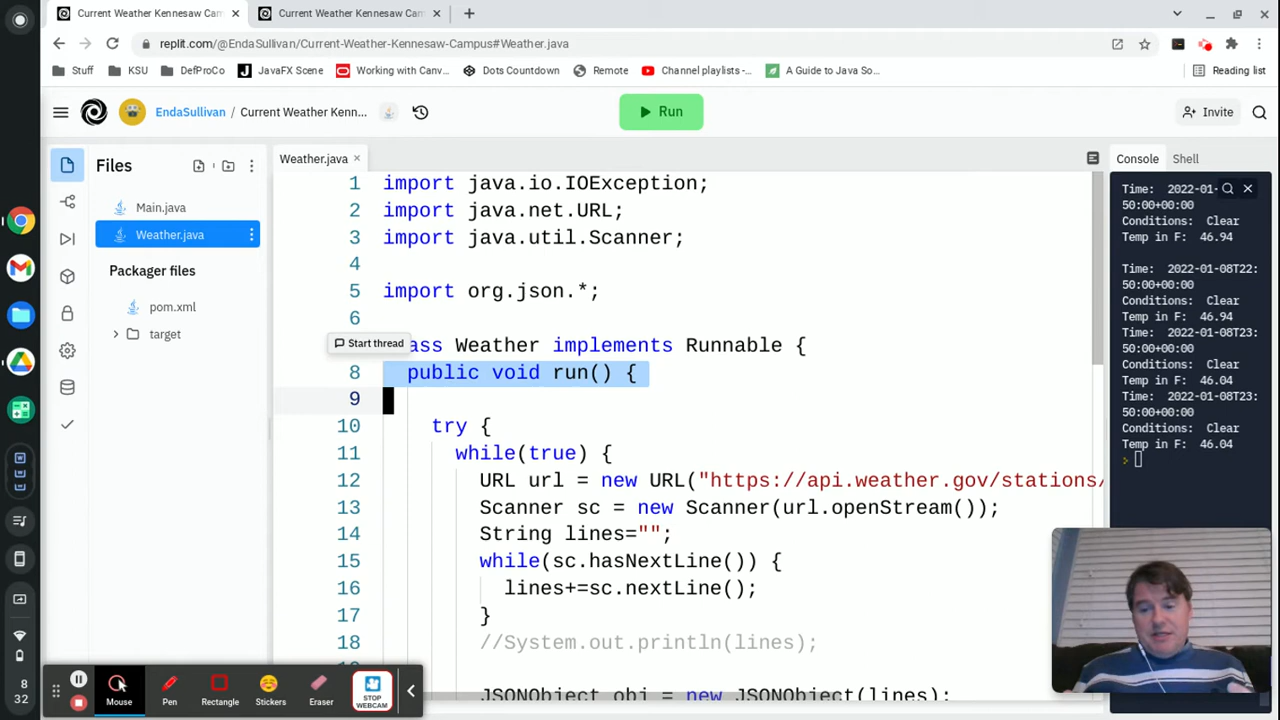 Current Weather Kennesaw Cam
Current Weather Kennesaw Cam
replit.com/@EndaSullivan/Current-Weather-Kennesaw-Campus#Weather.java
Stuff
KSU
DefProCo
JavaFX Scene
Working with Canv...
Dots Countdown
Remote
Channel playlists -...
A Guide to Java So...
Reading list
EndaSullivan / Current Weather Kenn...
Run
Invite
Files
Main.java
Weather.java
Packager files
pom.xml
target
Weather.java
1 import java.io.IOException;
2 import java.net.URL;
3 import java.util.Scanner;
4
5 import org.json.*;
6
Start thread
ass Weather implements Runnable {
8 public void run() {
9
10 try {
11 while(true) {
12 URL url = new URL("https://api.weather.gov/stations/
13 Scanner sc = new Scanner(url.openStream());
14 String lines="";
15 while(sc.hasNextLine()) {
16 lines+=sc.nextLine();
17 }
18 //System.out.println(lines);
JSONObject obj = new JSONObject(lines);
Console
Shell
Time: 2022-01-
50:00+00:00
Conditions: Clear
Temp in F: 46.94
Time: 2022-01-08T22:
50:00+00:00
Conditions: Clear
Temp in F: 46.94
Time: 2022-01-08T23:
50:00+00:00
Conditions: Clear
Temp in F: 46.04
Time: 2022-01-08T23:
50:00+00:00
Conditions: Clear
Temp in F: 46.04
>
8
32
Mouse
Pen
Rectangle
Stickers
Eraser
STOP
WEBCAM